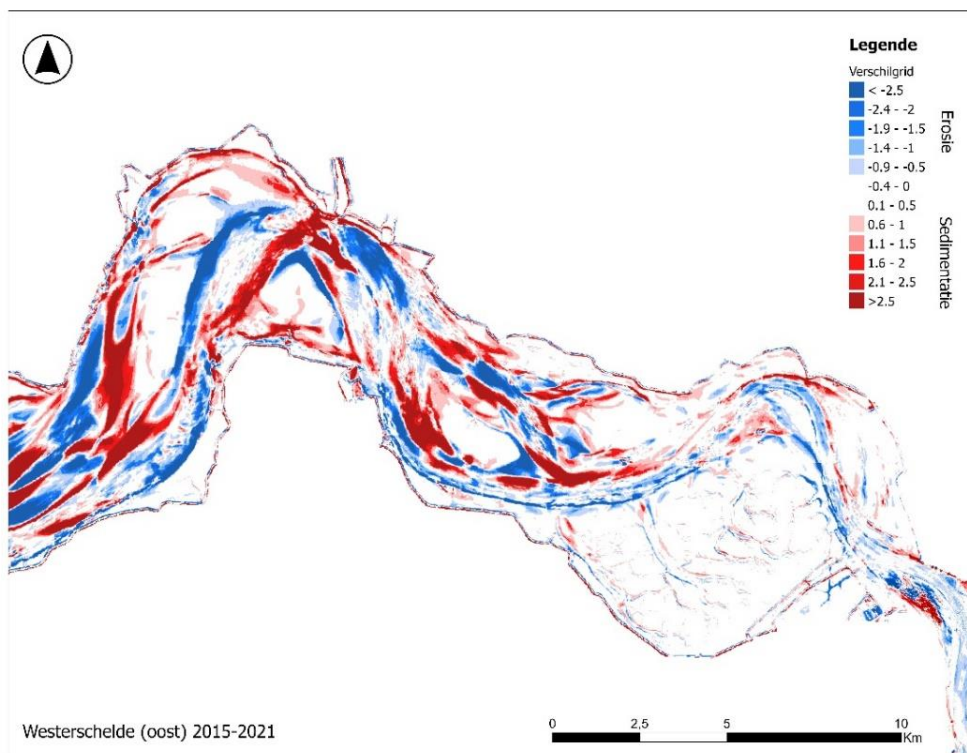 Legende
Verschilgrid
< -2.5
-2.4 - -2
-1.9 - -1.5
-1.4 - -1
-0.9 - -0.5
-0.4 - 0
0.1 - 0.5
0.6 - 1
1.1 - 1.5
1.6 - 2
2.1 - 2.5
>2.5
Erosie
Sedimentatie
Westerschelde (oost) 2015-2021
0 2,5 5 10
Km